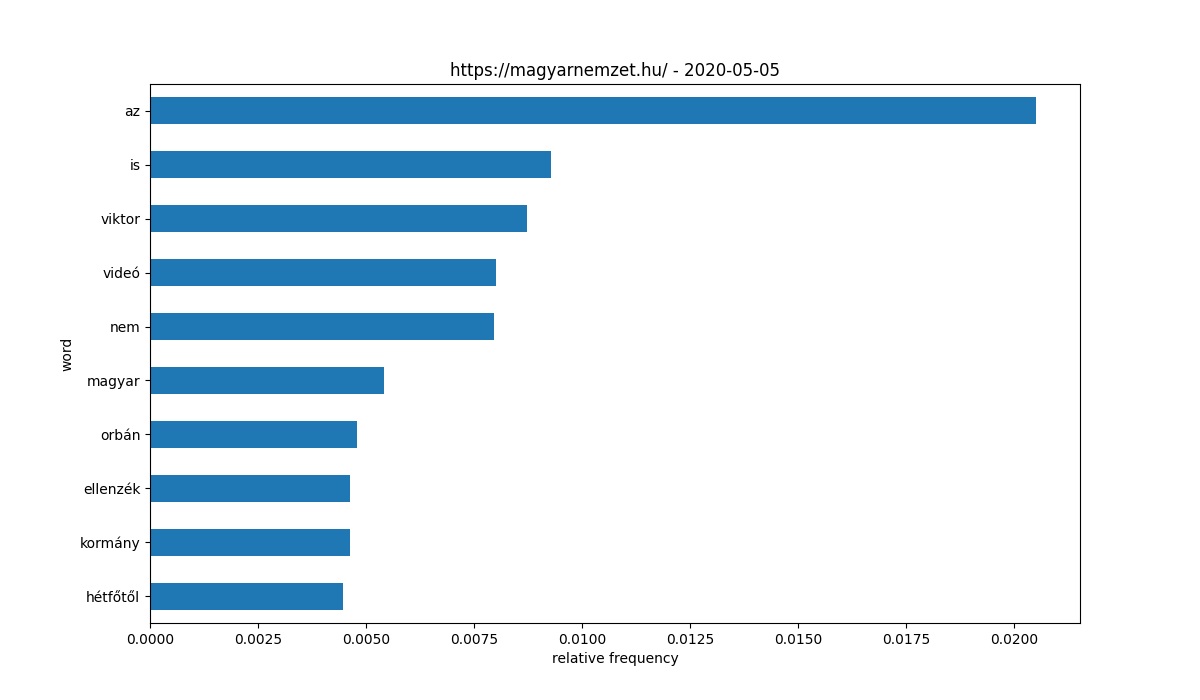 https://magyarnemzet.hu/ - 2020-05-05
az
is
viktor
videó
nem
magyar
orbán
ellenzék
kormány
hétfőtől
word
0.0000 0.0025 0.0050 0.0075 0.0100 0.0125 0.0150 0.0175 0.0200
relative frequency